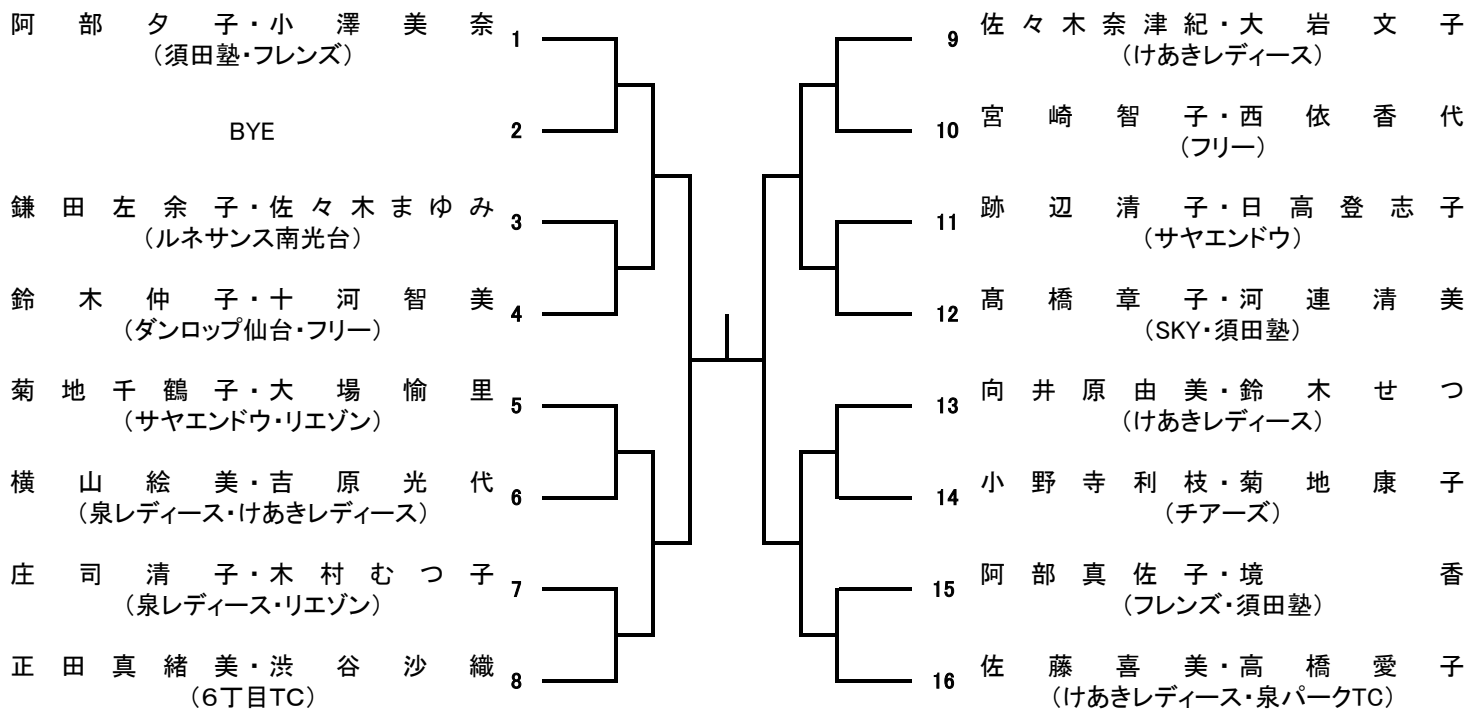 阿部夕子・小澤美奈 1
（須田塾・フレンズ）
BYE 2
鎌田左余子・佐々木まゆみ 3
（ルネサンス南光台）
鈴木仲子・十河智美 4
（ダンロップ仙台・フリー）
菊地千鶴子・大場愉里 5
（サヤエンドウ・リエゾン）
横山絵美・吉原光代 6
（泉レディース・けあきレディース）
庄司清子・木村むつ子 7
（泉レディース・リエゾン）
正田真緒美・渋谷沙織 8
（6丁目TC）
9 佐々木奈津紀・大岩文子
（けあきレディース）
10 宮崎智子・西依香代
（フリー）
11 跡辺清子・日高登志子
（サヤエンドウ）
12 髙橋章子・河連清美
（SKY・須田塾）
13 向井原由美・鈴木せつ
（けあきレディース）
14 小野寺利枝・菊地康子
（チアーズ）
15 阿部真佐子・境香
（フレンズ・須田塾）
16 佐藤喜美・高橋愛子
（けあきレディース・泉パークTC）